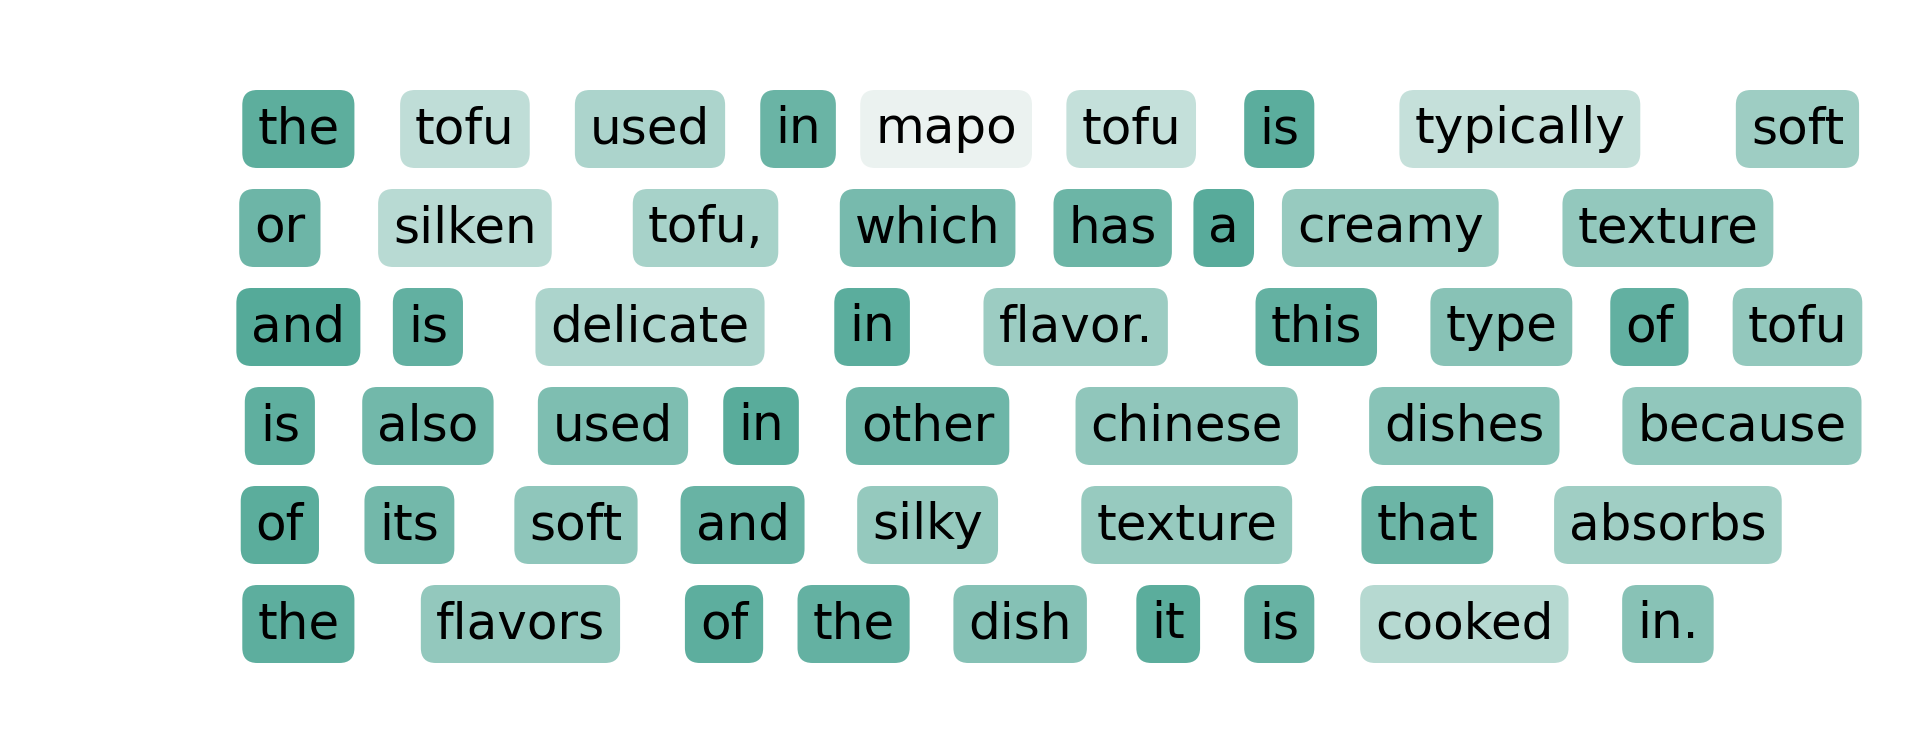 the tofu used in mapo tofu is typically soft
or silken tofu, which has a creamy texture
and is delicate in flavor. this type of tofu
is also used in other chinese dishes because
of its soft and silky texture that absorbs
the flavors of the dish it is cooked in.